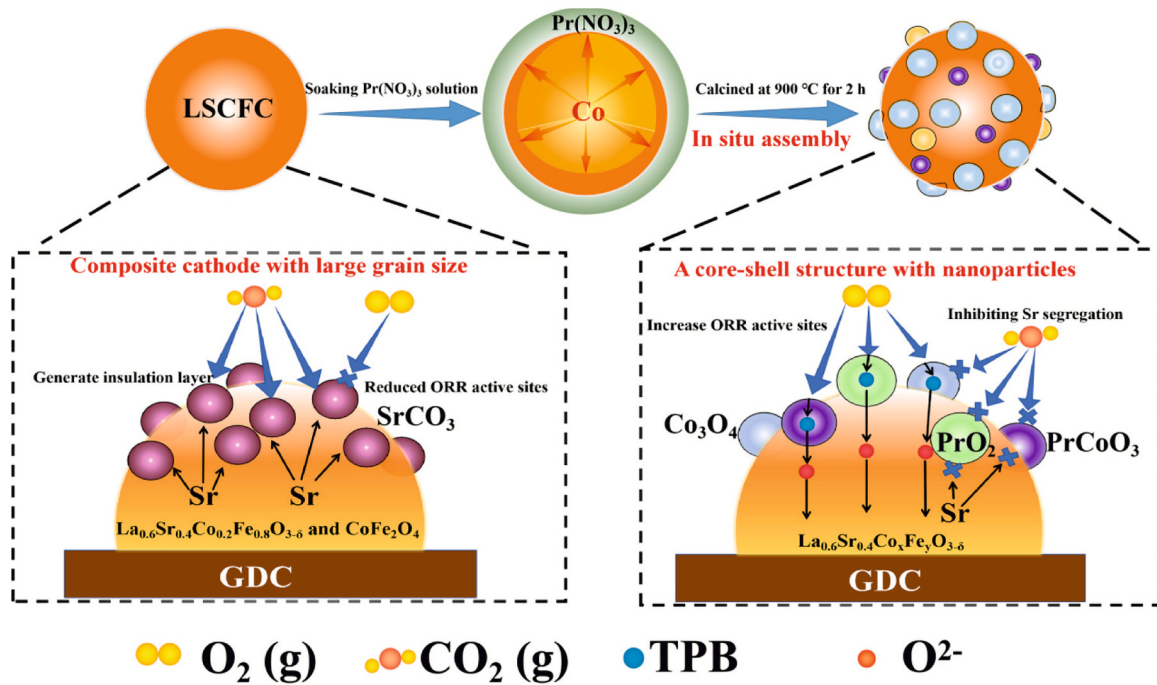 LSCFC
Soaking Pr(NO₃)₃ solution
Pr(NO₃)₃
Co
Calcined at 900 °C for 2 h
In situ assembly
Composite cathode with large grain size
Generate insulation layer
Reduced ORR active sites
SrCO₃
Sr
Sr
La₀.₆Sr₀.₄Co₀.₂Fe₀.₈O₃₋δ and CoFe₂O₄
GDC
A core-shell structure with nanoparticles
Increase ORR active sites
Inhibiting Sr segregation
Co₃O₄
PrO₂
PrCoO₃
Sr
La₀.₆Sr₀.₄CoₓFeᵧO₃₋δ
GDC
O₂ (g)
CO₂ (g)
TPB
O²⁻